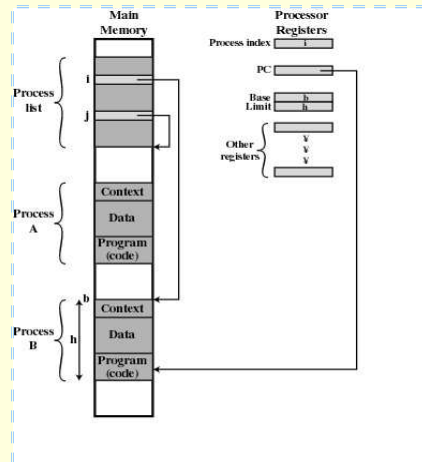 Main
Memory
Processor
Registers
Process index
i
PC
Base
b
Limit
h
Other
registers
¥
¥
¥
i
j
Process
list
Process
A
Context
Data
Program
(code)
b
h
Process
B
Context
Data
Program
(code)